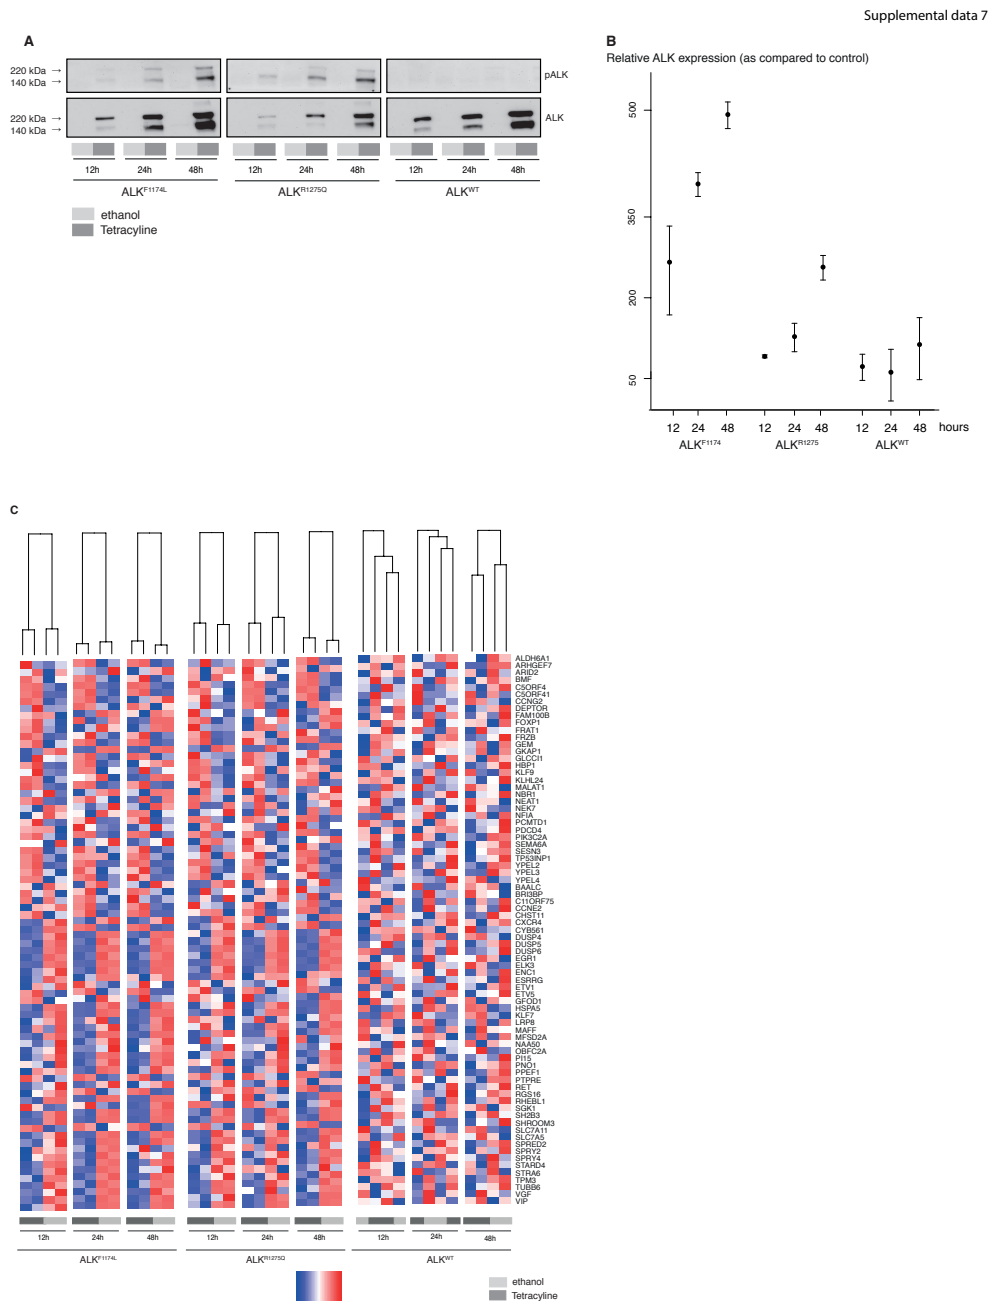 Supplemental data 7
A
220 kDa →
140 kDa →
pALK
220 kDa →
140 kDa →
ALK
12h 24h 48h 12h 24h 48h 12h 24h 48h
ALKF1174L ALKR1275Q ALKWT
ethanol
Tetracyline
B
Relative ALK expression (as compared to control)
500
350
200
50
12 24 48 12 24 48 12 24 48 hours
ALKF1174 ALKR1275 ALKWT
C
ALDH6A1
ARHGEF7
ARID2
BMF
C5ORF4
C5ORF41
CCNG2
DEPTOR
FAM100B
FOXP1
FRAT1
FRZB
GEM
GKAP1
GLCCI1
HBP1
KLF9
KLHL24
MALAT1
NBR1
NEAT1
NEK7
NFIA
PCMTD1
PDCD4
PIK3C2A
SEMA6A
SESN3
TP53INP1
YPEL2
YPEL3
YPEL4
BAALC
BRI3BP
C11ORF75
CCNE2
CHST11
CXCR4
CYB561
DUSP4
DUSP5
DUSP6
EGR1
ELK3
ENC1
ESRRG
ETV1
ETV5
GFOD1
HSPA5
KLF7
LRP8
MAFF
MFSD2A
NAA50
OBFC2A
PI15
PNO1
PPEF1
PTPRE
RET
RGS16
RHEBL1
SGK1
SH2B3
SHROOM3
SLC7A11
SLC7A5
SPRED2
SPRY2
SPRY4
STARD4
STRA6
TPM3
TUBB6
VGF
VIP
12h 24h 48h 12h 24h 48h 12h 24h 48h
ALKF1174L ALKR1275Q ALKWT
ethanol
Tetracyline